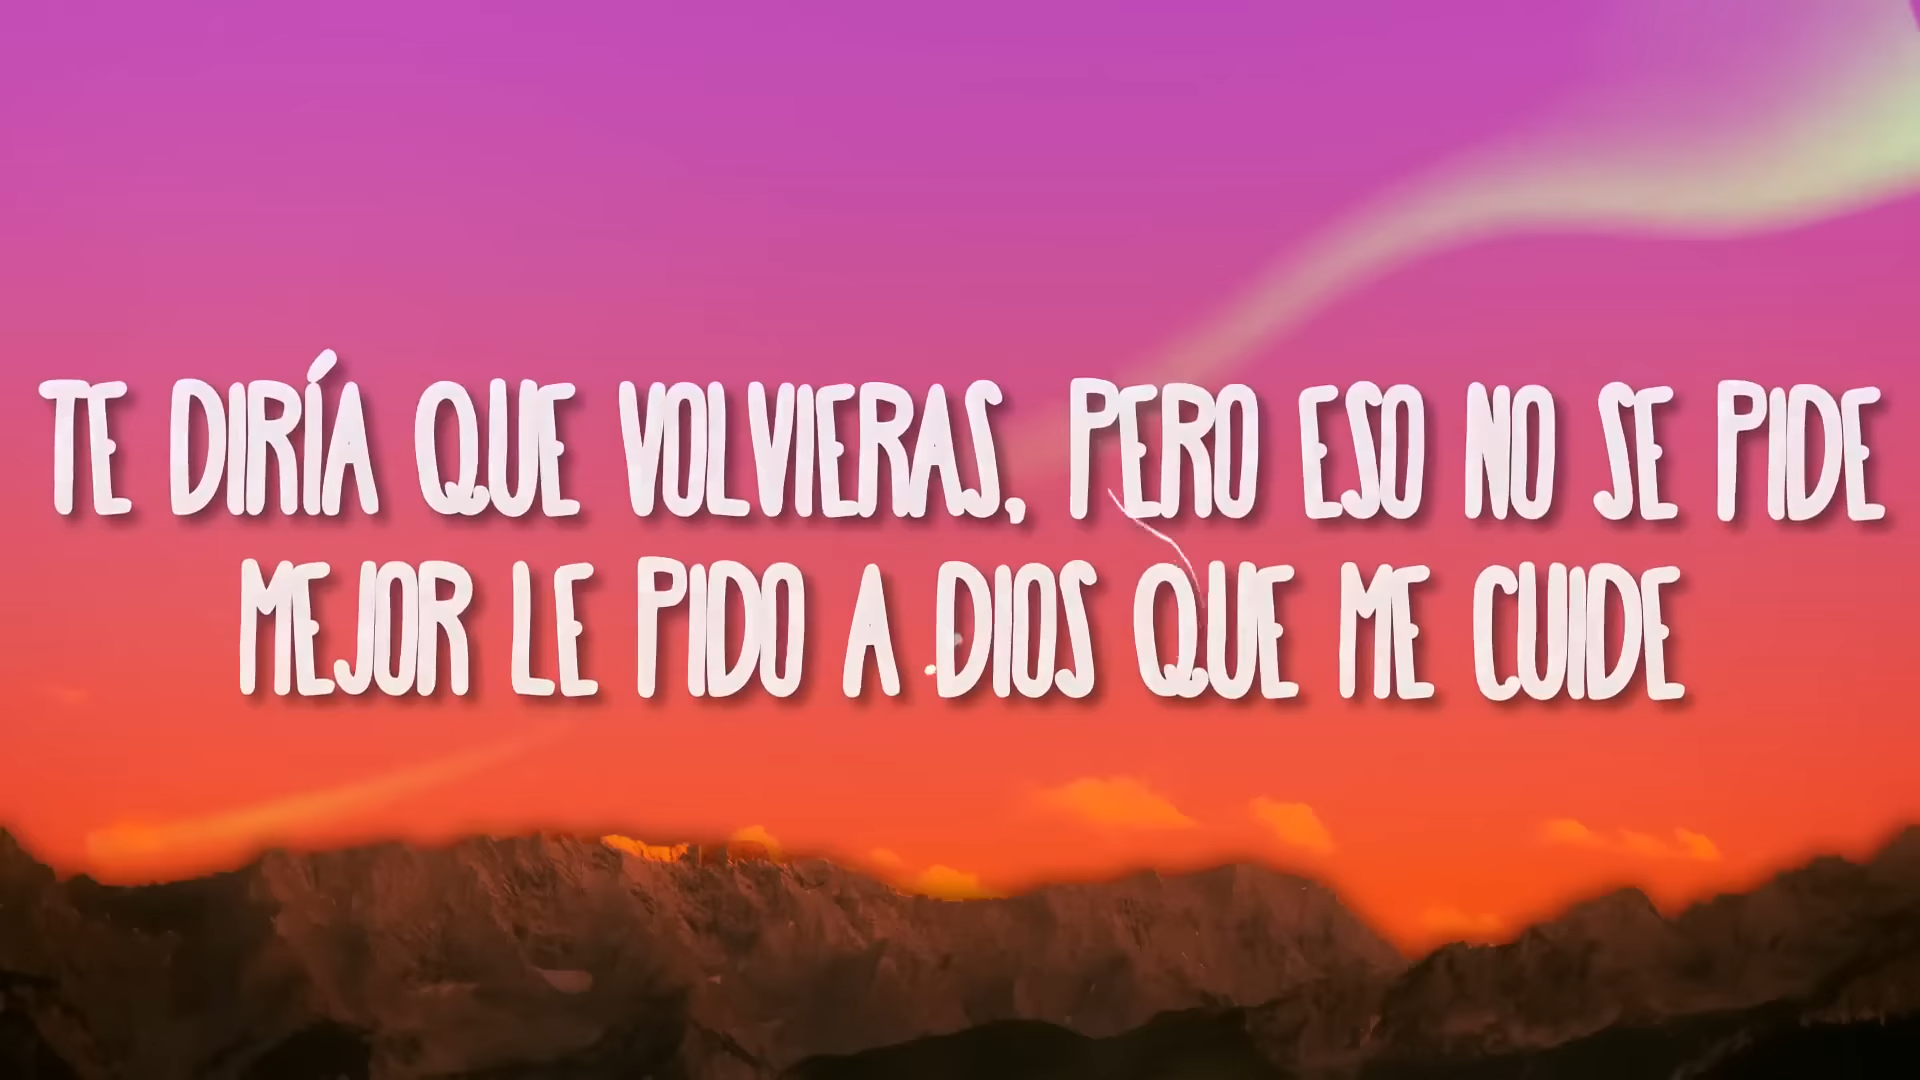 TE DIRÍA QUE VOLVIERAS, PERO ESO NO SE PIDE
MEJOR LE PIDO A DIOS QUE ME CUIDE